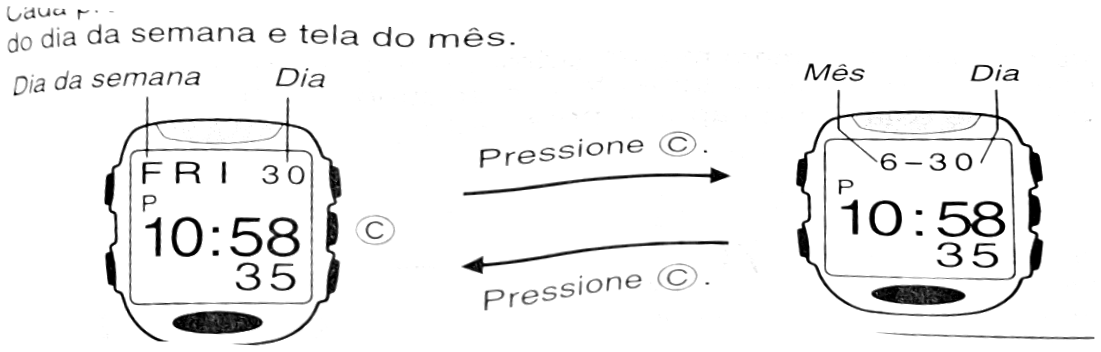 do dia da semana e tela do mês.
Dia da semana Dia
FRI 30
P
10:58
35
C
Pressione C.
Pressione C.
Mês Dia
6-30
P
10:58
35